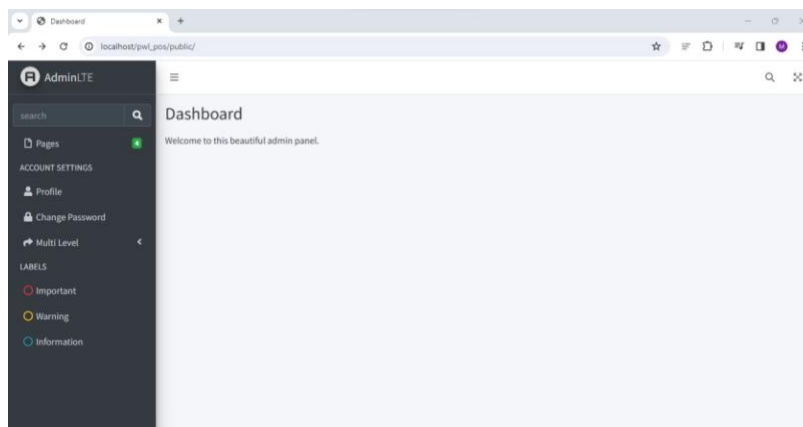 Dashboard
localhost/pwl_pos/public/
M
AdminLTE
search
Pages
4
ACCOUNT SETTINGS
Profile
Change Password
Multi Level
LABELS
Important
Warning
Information
Dashboard
Welcome to this beautiful admin panel.